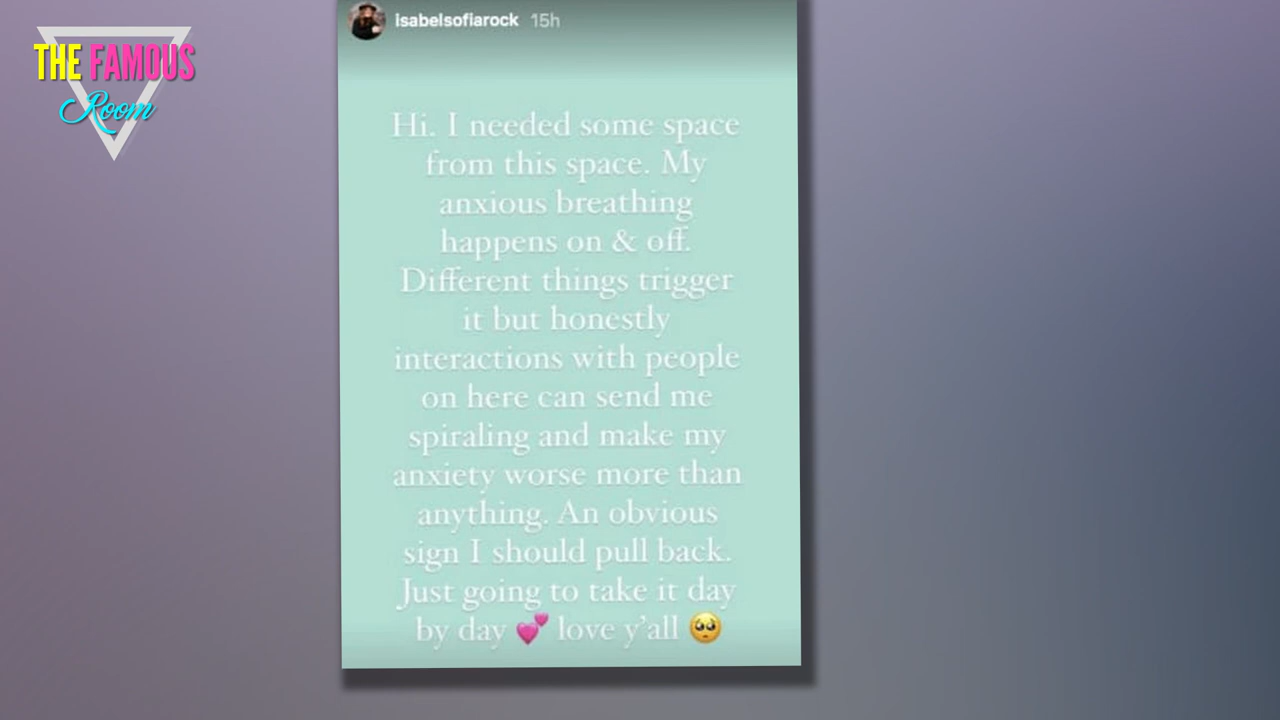 THE FAMOUS
Room
isabelsofiarock 15h
Hi. I needed some space
from this space. My
anxious breathing
happens on & off.
Different things trigger
it but honestly
interactions with people
on here can send me
spiraling and make my
anxiety worse more than
anything. An obvious
sign I should pull back.
Just going to take it day
by day 💕 love y'all 🥺